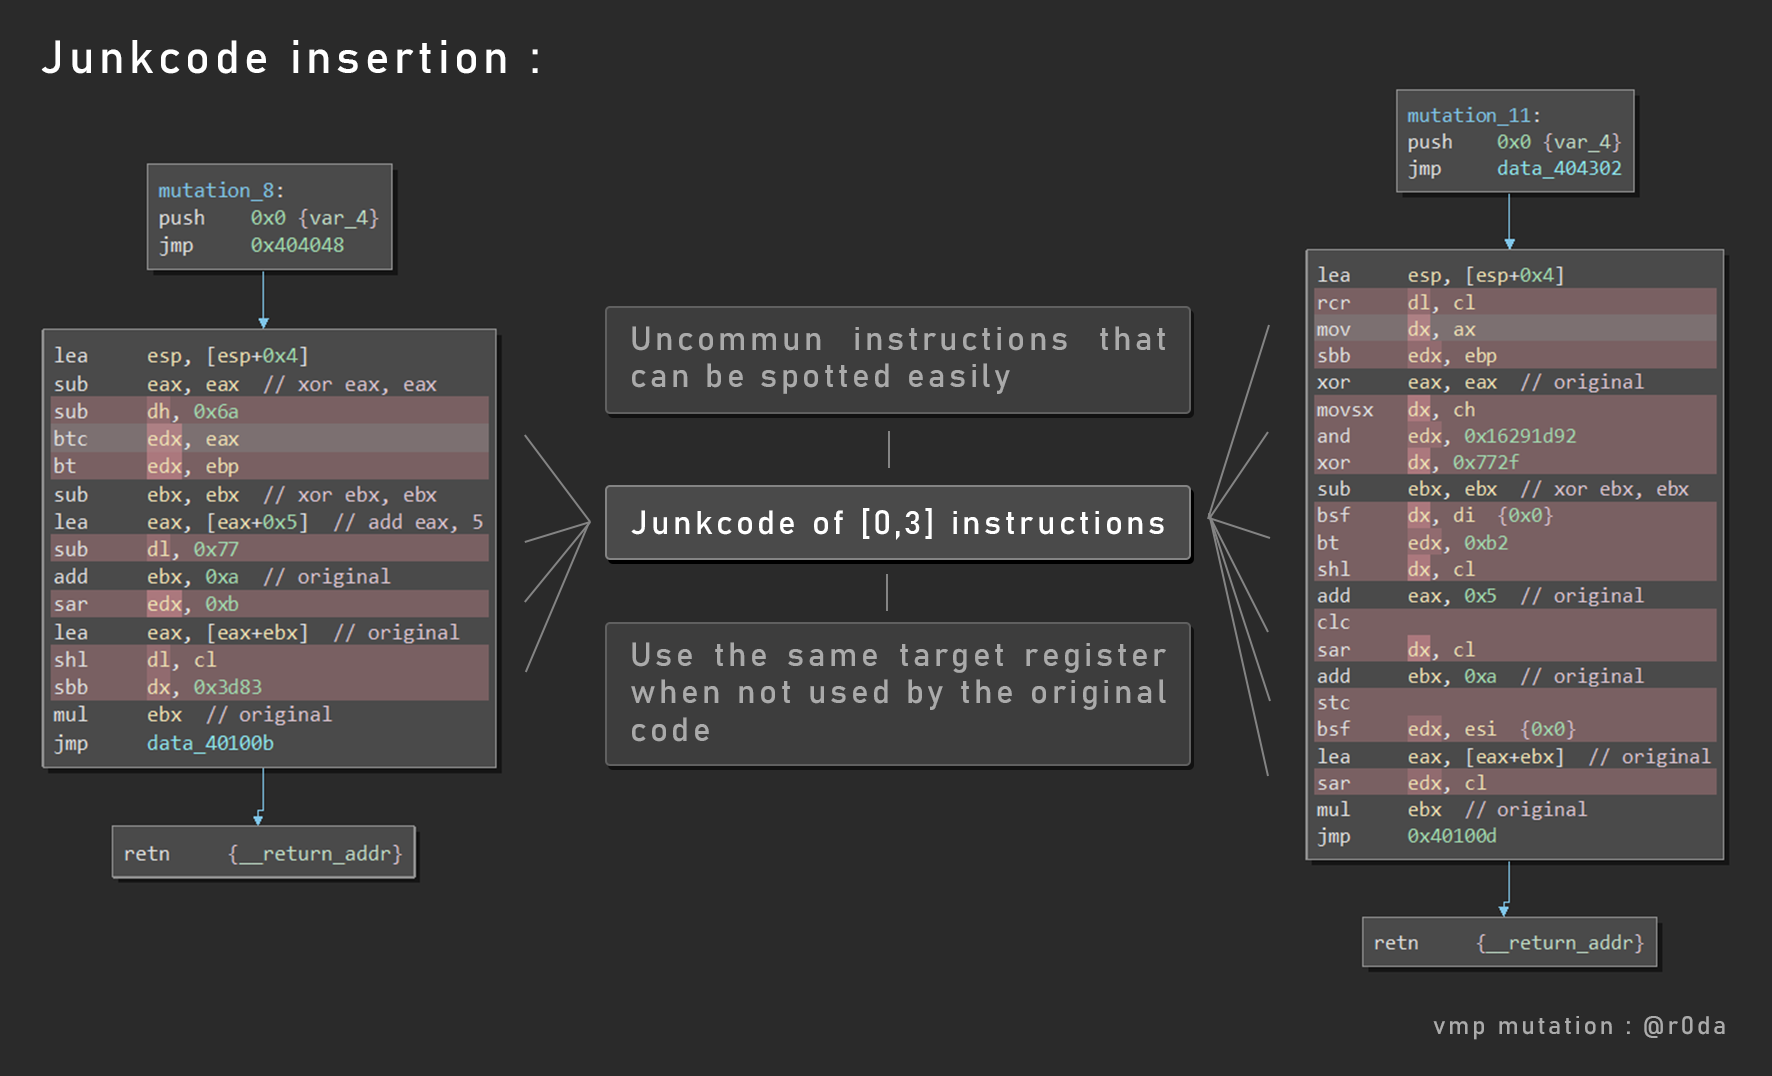 Junkcode insertion :
mutation_8:
push 0x0 {var_4}
jmp 0x404048
lea esp, [esp+0x4]
sub eax, eax // xor eax, eax
sub dh, 0x6a
btc edx, eax
bt edx, ebp
sub ebx, ebx // xor ebx, ebx
lea eax, [eax+0x5] // add eax, 5
sub dl, 0x77
add ebx, 0xa // original
sar edx, 0xb
lea eax, [eax+ebx] // original
shl dl, cl
sbb dx, 0x3d83
mul ebx // original
jmp data_40100b
retn {__return_addr}
Uncommun instructions that
can be spotted easily
Junkcode of [0,3] instructions
Use the same target register
when not used by the original
code
mutation_11:
push 0x0 {var_4}
jmp data_404302
lea esp, [esp+0x4]
rcr dl, cl
mov dx, ax
sbb edx, ebp
xor eax, eax // original
movsx dx, ch
and edx, 0x16291d92
xor dx, 0x772f
sub ebx, ebx // xor ebx, ebx
bsf dx, di {0x0}
bt edx, 0xb2
shl dx, cl
add eax, 0x5 // original
clc
sar dx, cl
add ebx, 0xa // original
stc
bsf edx, esi {0x0}
lea eax, [eax+ebx] // original
sar edx, cl
mul ebx // original
jmp 0x40100d
retn {__return_addr}
vmp mutation : @r0da